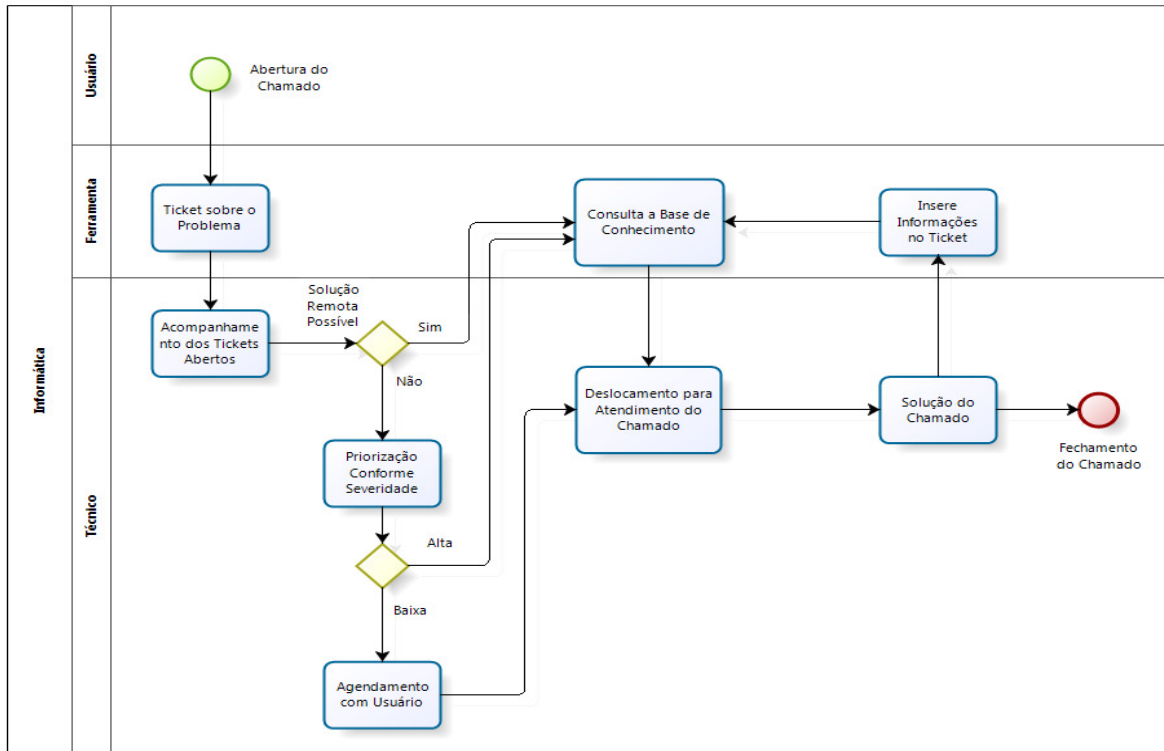 Informática
Usuário
Abertura do
Chamado
Ferramenta
Ticket sobre o
Problema
Consulta a Base de
Conhecimento
Insere
Informações
no Ticket
Técnico
Acompanhame
nto dos Tickets
Abertos
Solução
Remota
Possível
Sim
Não
Priorização
Conforme
Severidade
Alta
Baixa
Agendamento
com Usuário
Deslocamento para
Atendimento do
Chamado
Solução do
Chamado
Fechamento
do Chamado